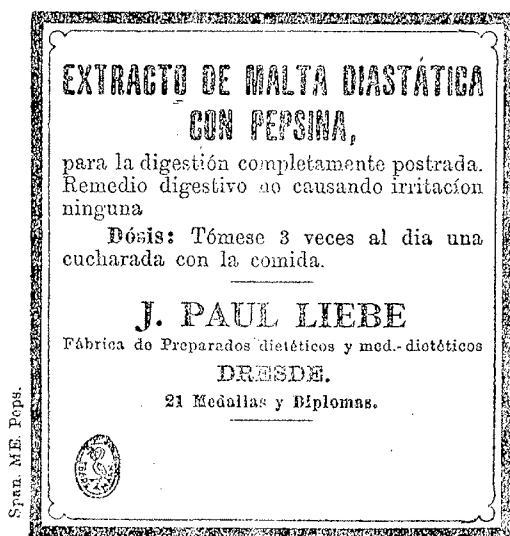 EXTRACTO DE MALTA DIASTÁTICA
CON PEPSINA,
para la digestión completamente postrada.
Remedio digestivo no causando irritacíon
ninguna
Dósis: Tómese 3 veces al dia una
cucharada con la comida.
J. PAUL LIEBE
Fábrica de Preparados dietéticos y med.-dietéticos
DRESDE.
21 Medallas y Diplomas.
Span. ME. Peps.